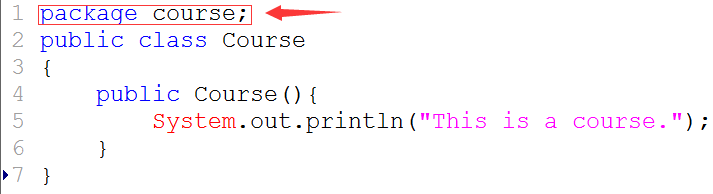 1 package course;
2 public class Course
3 {
4     public Course(){
5         System.out.println("This is a course.");
6     }
7 }